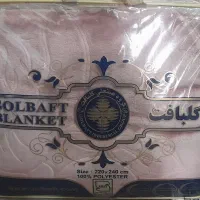 GOLBAFT
BLANKET
گلبافت
Size : 220×240 cm
100% POLYESTER